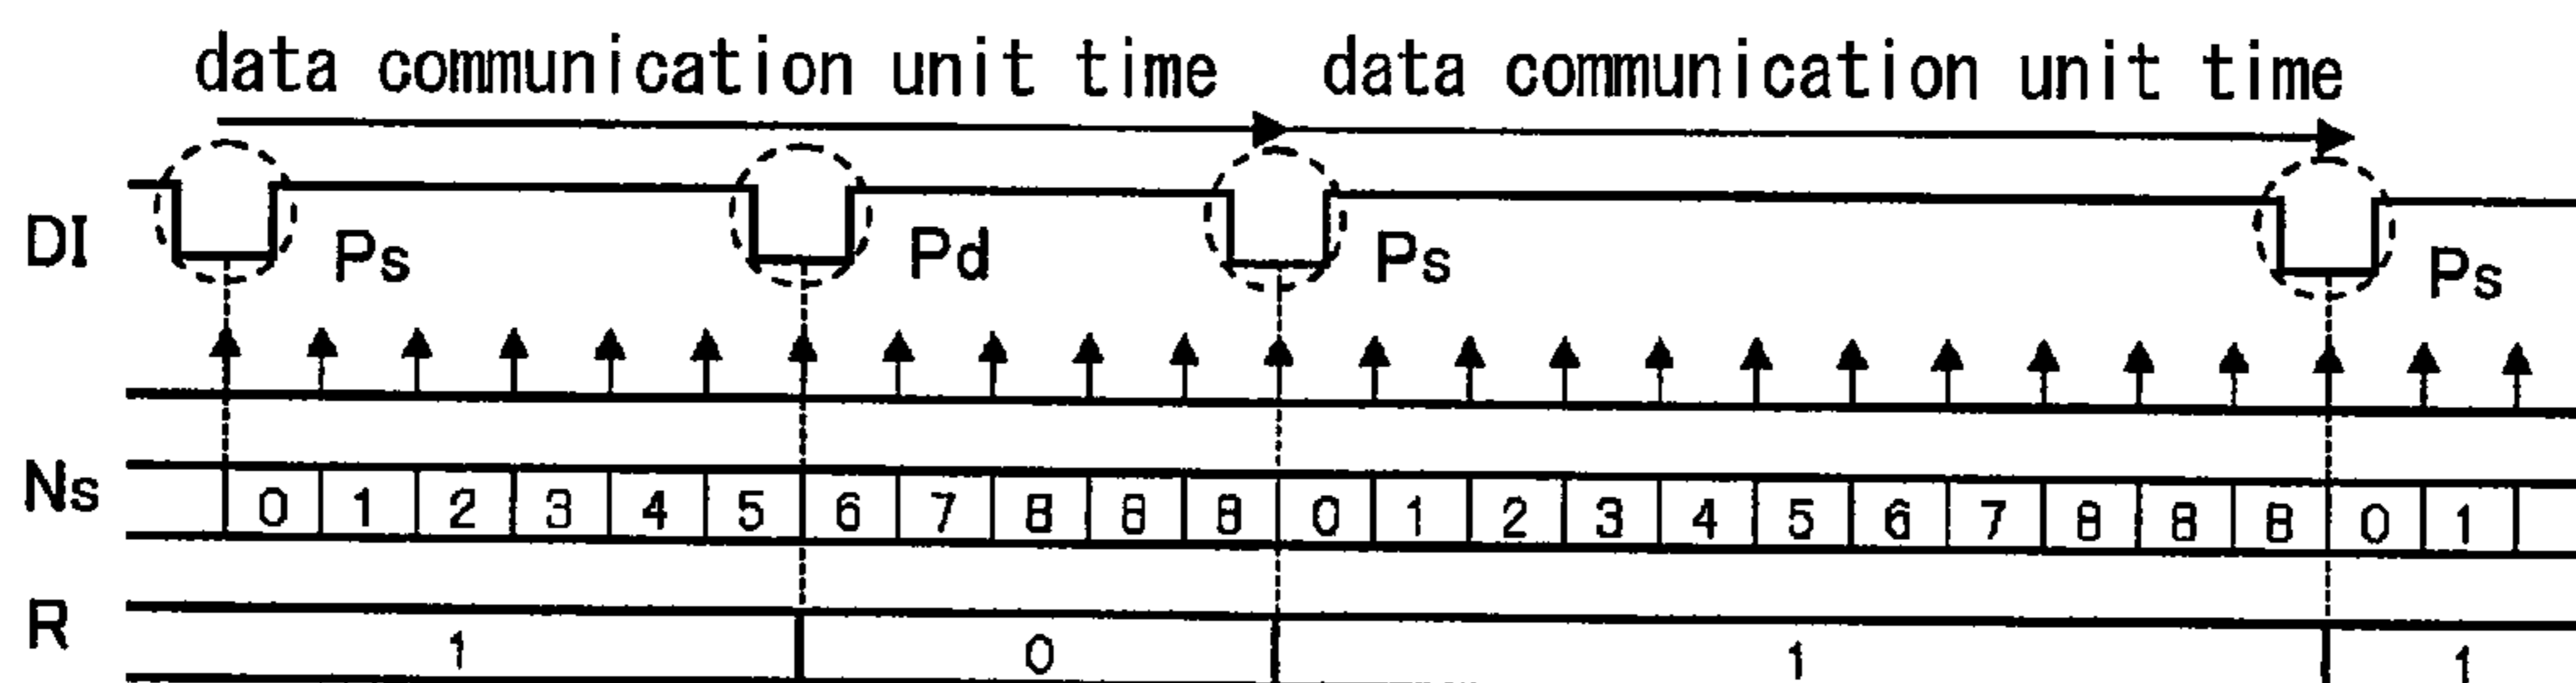 data communication unit time data communication unit time
DI Ps Pd Ps Ps
Ns 0 1 2 3 4 5 6 7 8 8 8 0 1 2 3 4 5 6 7 8 8 8 0 1
R 1 0 1 1